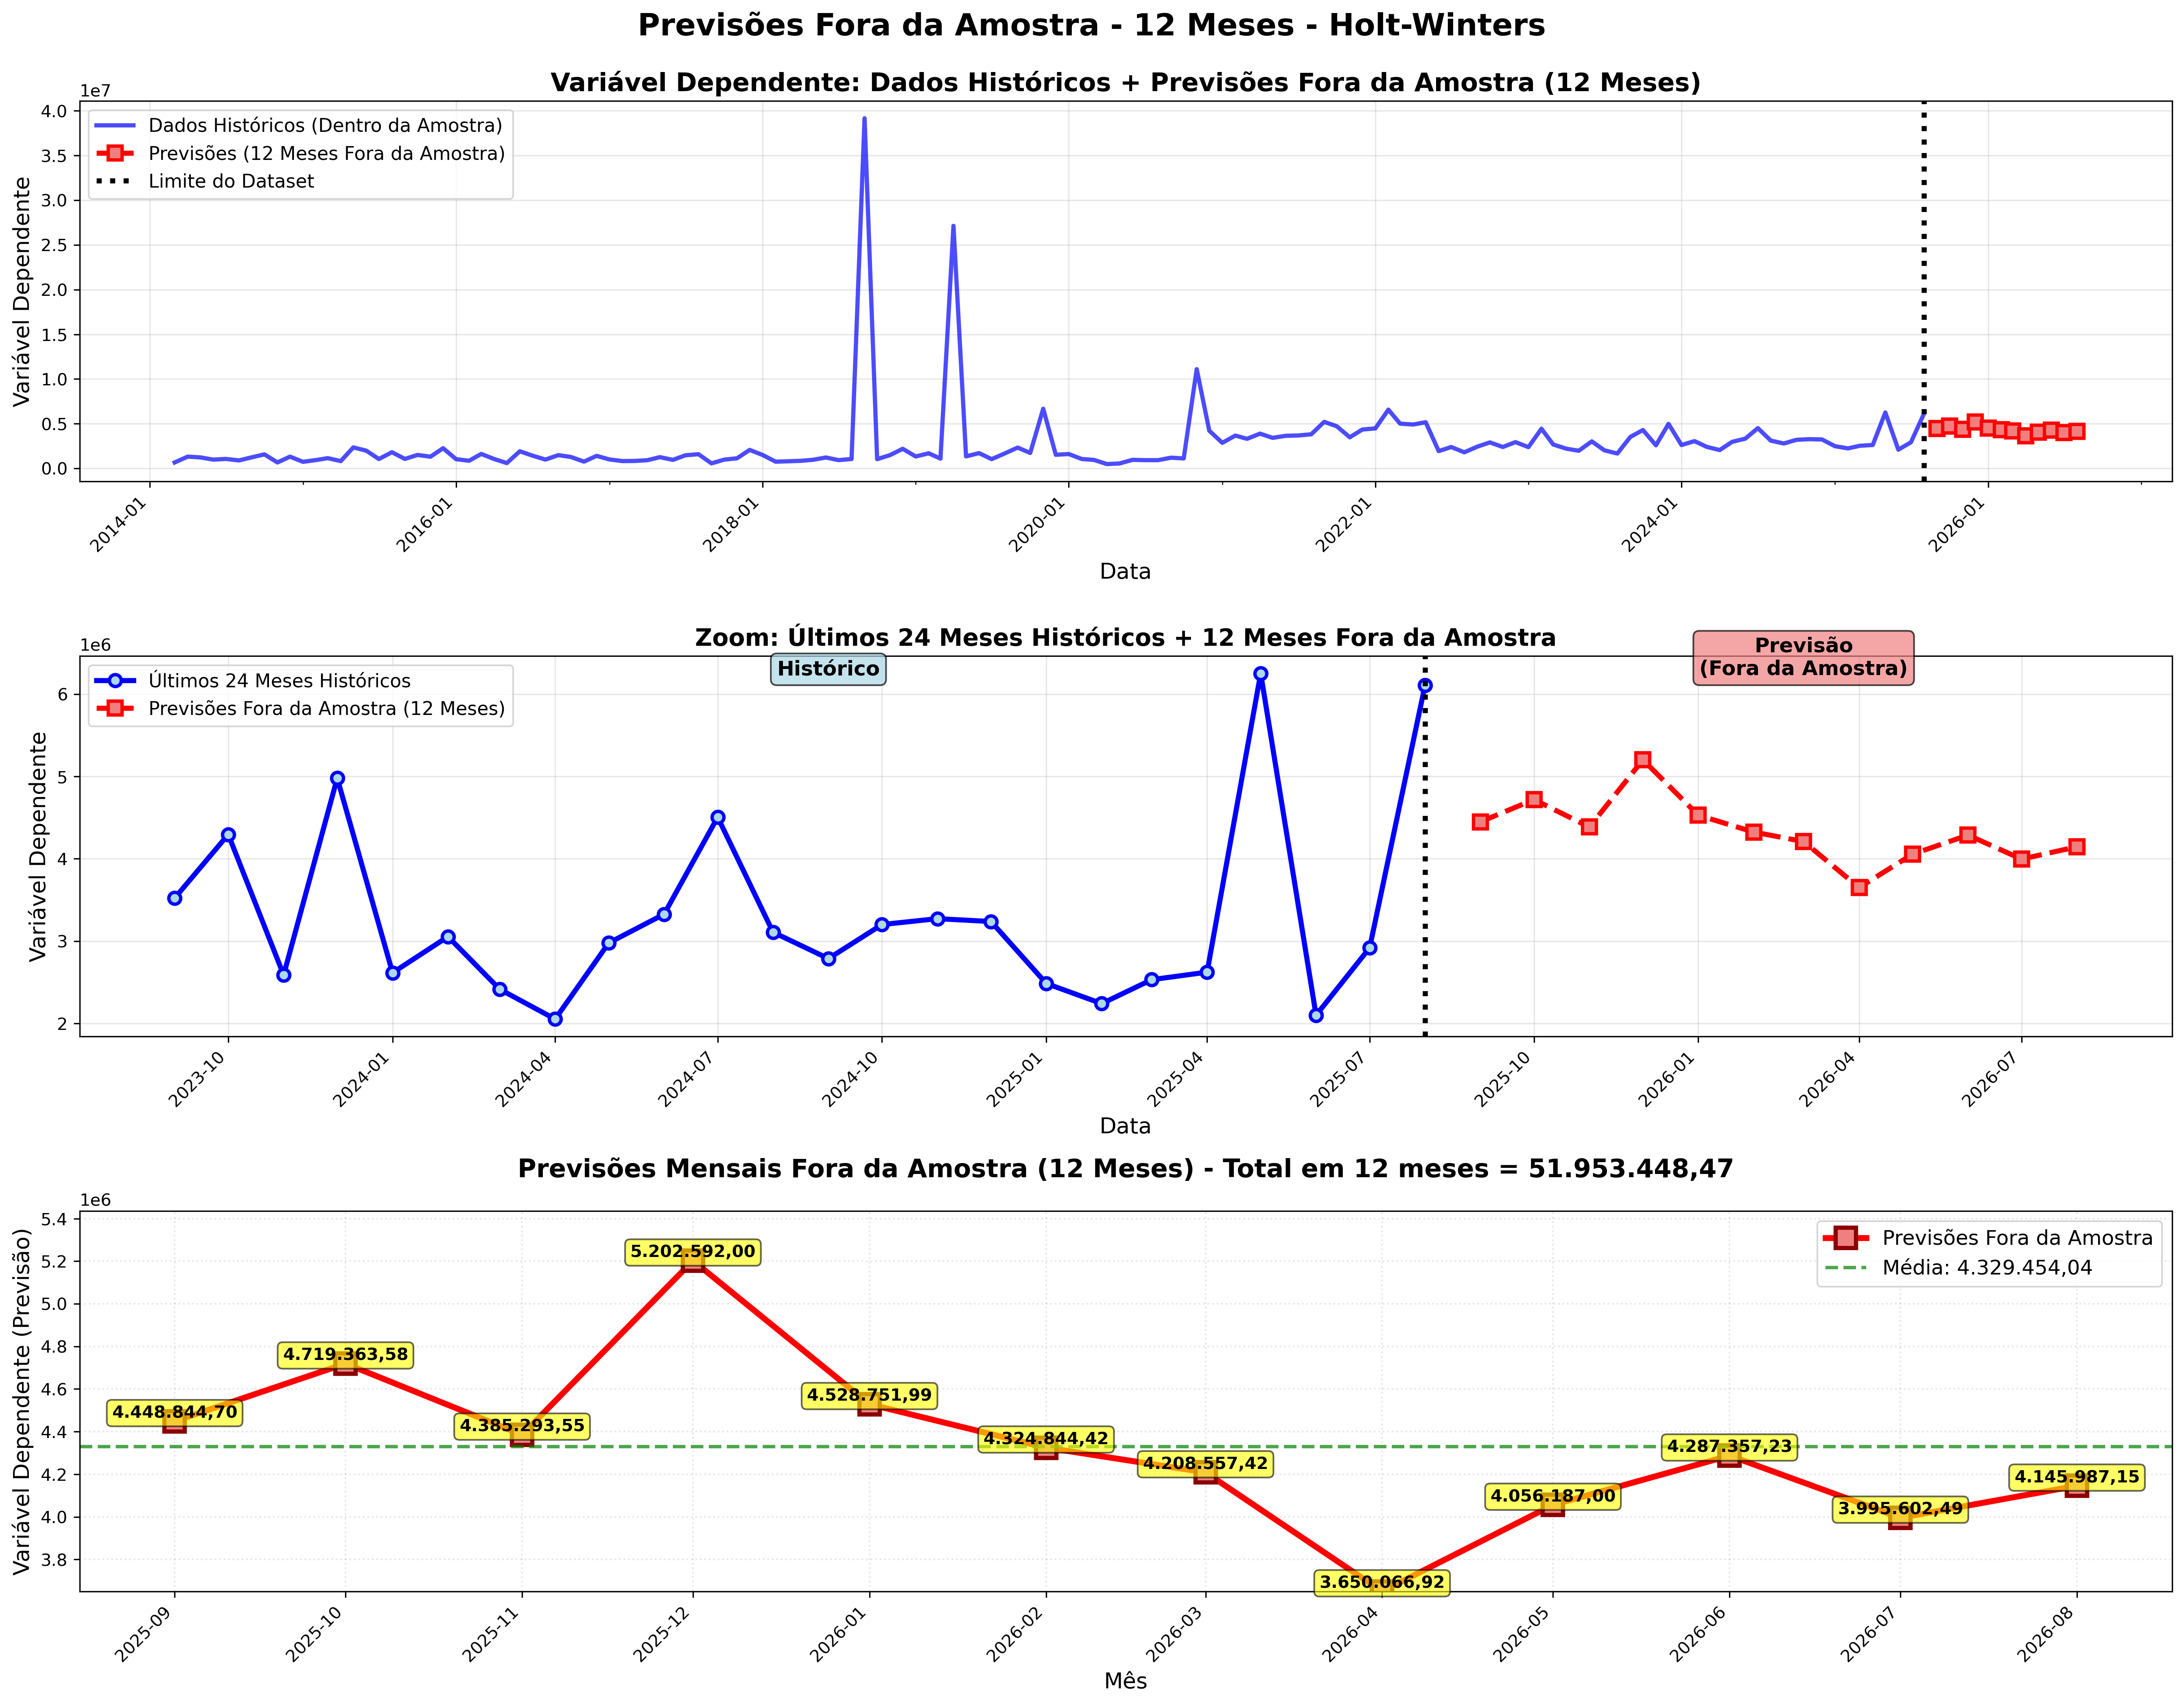 Previsões Fora da Amostra - 12 Meses - Holt-Winters
Variável Dependente: Dados Históricos + Previsões Fora da Amostra (12 Meses)
1e7
Dados Históricos (Dentro da Amostra)
Previsões (12 Meses Fora da Amostra)
Limite do Dataset
Variável Dependente
4.0
3.5
3.0
2.5
2.0
1.5
1.0
0.5
0.0
2014-01
2016-01
2018-01
2020-01
2022-01
2024-01
2026-01
Data
Zoom: Últimos 24 Meses Históricos + 12 Meses Fora da Amostra
1e6
Últimos 24 Meses Históricos
Previsões Fora da Amostra (12 Meses)
Histórico
Previsão
(Fora da Amostra)
Variável Dependente
6
5
4
3
2
2023-10
2024-01
2024-04
2024-07
2024-10
2025-01
2025-04
2025-07
2025-10
2026-01
2026-04
2026-07
Data
Previsões Mensais Fora da Amostra (12 Meses) - Total em 12 meses = 51.953.448,47
1e6
Previsões Fora da Amostra
Média: 4.329.454,04
Variável Dependente (Previsão)
5.4
5.2
5.0
4.8
4.6
4.4
4.2
4.0
3.8
4.448.844,70
4.719.363,58
4.385.293,55
5.202.592,00
4.528.751,99
4.324.844,42
4.208.557,42
3.650.066,92
4.056.187,00
4.287.357,23
3.995.602,49
4.145.987,15
2025-09
2025-10
2025-11
2025-12
2026-01
2026-02
2026-03
2026-04
2026-05
2026-06
2026-07
2026-08
Mês